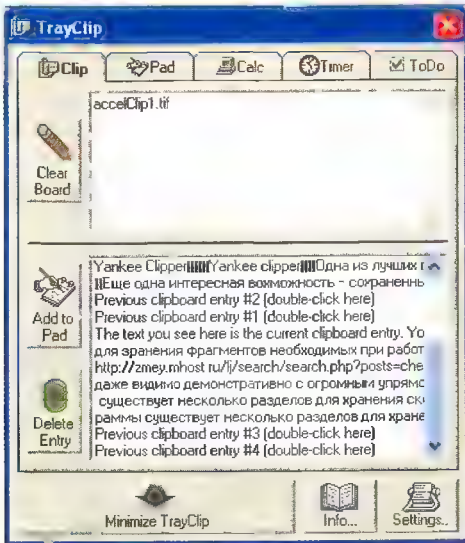 TrayClip
Clip
Pad
Calc
Timer
ToDo
accelClip1.tif
Clear
Board
Yankee Clipper Yankee clipper Одна из лучших
Еще одна интересная возможность - сохраненны
Previous clipboard entry #2 (double-click here)
Previous clipboard entry #1 (double-click here)
The text you see here is the current clipboard entry. Yo
для зранения фрагментов необходимых при работ
http://zmey.mhost ru/lj/search/search.php?posts=che
даже видимо демонстративно с огромным упрямс
существует несколько разделов для хранения ск
раммы существует несколько разделов для хране
Previous clipboard entry #3 (double-click here)
Previous clipboard entry #4 (double-click here)
Add to
Pad
Delete
Entry
Minimize TrayClip
Info...
Settings..